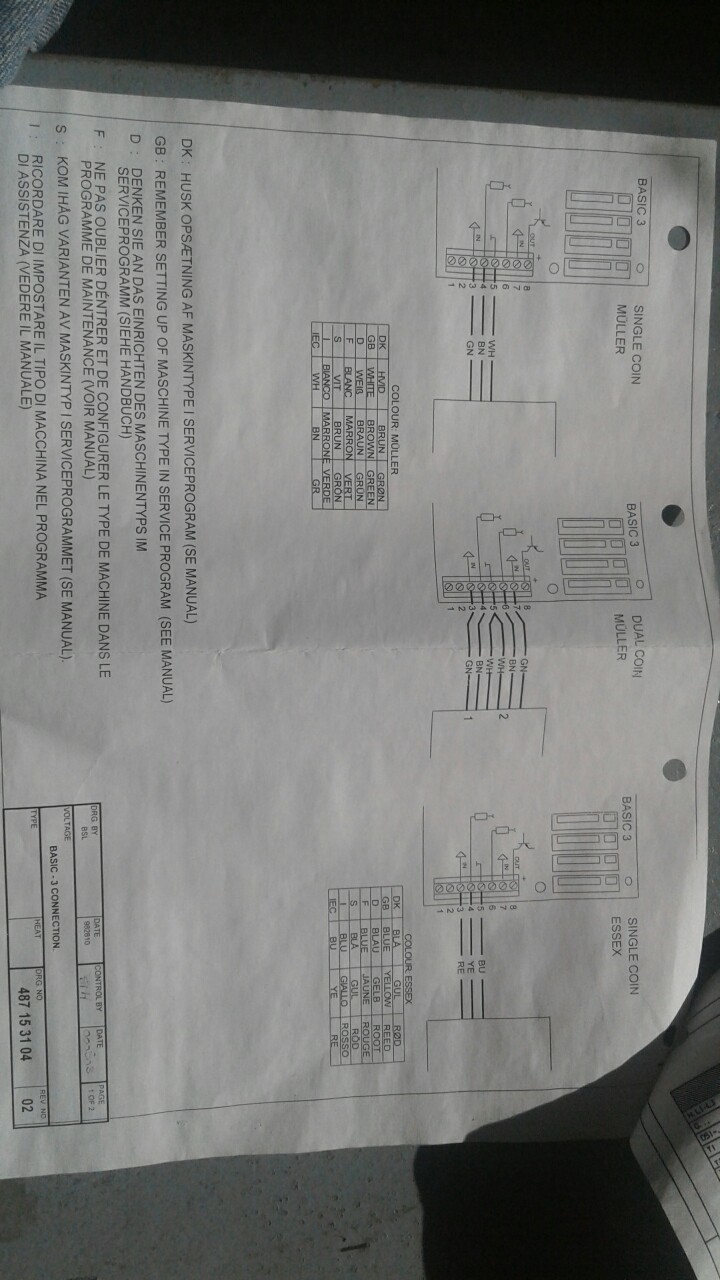 SINGLE COIN
MÜLLER
BASIC 3
OUT
+
IN
8
7
6
5
4
3
2
1
WH
BN
GN
DUAL COIN
MÜLLER
BASIC 3
OUT
+
IN
8
7
6
5
4
3
2
1
GN
BN
WH
WH
BN
GN
2
1
SINGLE COIN
ESSEX
BASIC 3
OUT
+
IN
8
7
6
5
4
3
2
1
BU
YE
RE
COLOUR: MÜLLER
DK HVID BRUN GRØN
GB WHITE BROWN GREEN
D WEIß BRAUN GRÜN
F BLANC MARRON VERT
S VIT BRUN GRÖN
I BIANCO MARRONE VERDE
IEC WH BN GR
COLOUR: ESSEX
DK BLÅ GUL RØD
GB BLUE YELLOW REED
D BLAU GELB ROOT
F BLUE JAUNE ROUGE
S BLÅ GUL RÖD
I BLU GIALLO ROSSO
IEC BU YE RE
DK : HUSK OPSÆTNING AF MASKINTYPE I SERVICEPROGRAM (SE MANUAL)
GB : REMEMBER SETTING UP OF MASCHINE TYPE IN SERVICE PROGRAM (SEE MANUAL)
D : DENKEN SIE AN DAS EINRICHTEN DES MASCHINENTYPS IM
SERVICEPROGRAMM (SIEHE HANDBUCH)
F : NE PAS OUBLIER DÉNTRER ET DE CONFIGURER LE TYPE DE MACHINE DANS LE
PROGRAMME DE MAINTENANCE (VOIR MANUAL)
S : KOM IHÅG VARIANTEN AV MASKINTYP I SERVICEPROGRAMMET (SE MANUAL).
I : RICORDARE DI IMPOSTARE IL TIPO DI MACCHINA NEL PROGRAMMA
DI ASSISTENZA (VEDERE IL MANUALE)
DRG. BY
BSL
DATE
992810
CONTROL BY
DATE
PAGE
1 OF 2
VOLTAGE
BASIC - 3 CONNECTION.
TYPE
HEAT
DRG. NO
487 15 31 04
REV. NO
02